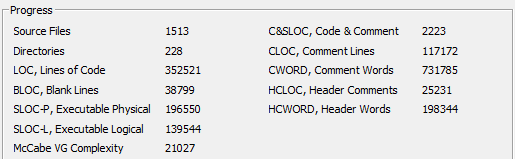 Progress
Source Files 1513 C&SLOC, Code & Comment 2223
Directories 228 CLOC, Comment Lines 117172
LOC, Lines of Code 352521 CWORD, Comment Words 731785
BLOC, Blank Lines 38799 HCLOC, Header Comments 25231
SLOC-P, Executable Physical 196550 HCWORD, Header Words 198344
SLOC-L, Executable Logical 139544
McCabe VG Complexity 21027